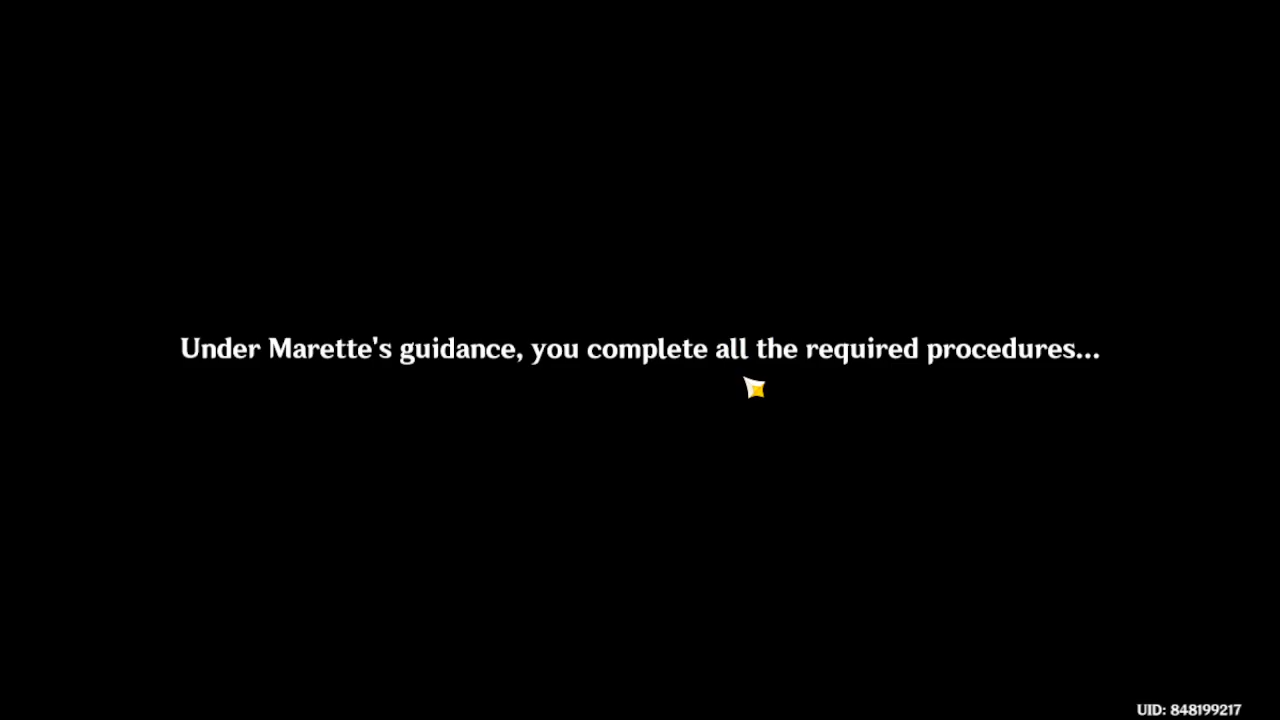 Under Marette's guidance, you complete all the required procedures...
UID: 848199217